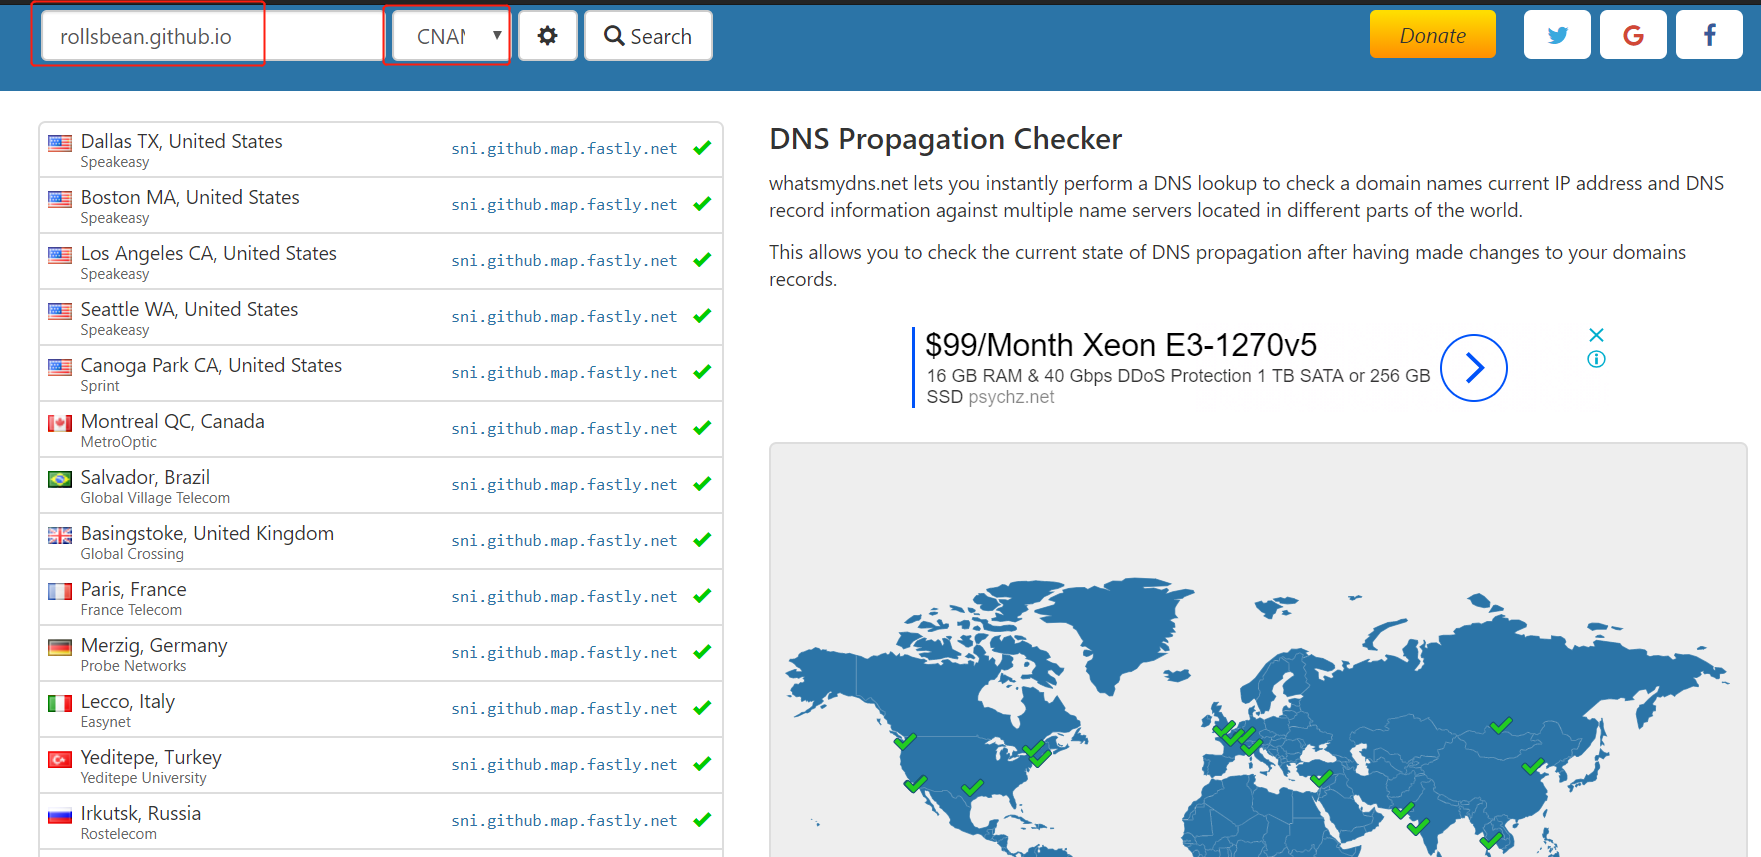 rollsbean.github.io
CNAM
Search
Donate
Dallas TX, United States
Speakeasy
sni.github.map.fastly.net
Boston MA, United States
Speakeasy
sni.github.map.fastly.net
Los Angeles CA, United States
Speakeasy
sni.github.map.fastly.net
Seattle WA, United States
Speakeasy
sni.github.map.fastly.net
Canoga Park CA, United States
Sprint
sni.github.map.fastly.net
Montreal QC, Canada
MetroOptic
sni.github.map.fastly.net
Salvador, Brazil
Global Village Telecom
sni.github.map.fastly.net
Basingstoke, United Kingdom
Global Crossing
sni.github.map.fastly.net
Paris, France
France Telecom
sni.github.map.fastly.net
Merzig, Germany
Probe Networks
sni.github.map.fastly.net
Lecco, Italy
Easynet
sni.github.map.fastly.net
Yeditepe, Turkey
Yeditepe University
sni.github.map.fastly.net
Irkutsk, Russia
Rostelecom
sni.github.map.fastly.net
DNS Propagation Checker
whatsmydns.net lets you instantly perform a DNS lookup to check a domain names current IP address and DNS
record information against multiple name servers located in different parts of the world.
This allows you to check the current state of DNS propagation after having made changes to your domains
records.
$99/Month Xeon E3-1270v5
16 GB RAM & 40 Gbps DDoS Protection 1 TB SATA or 256 GB
SSD psychz.net